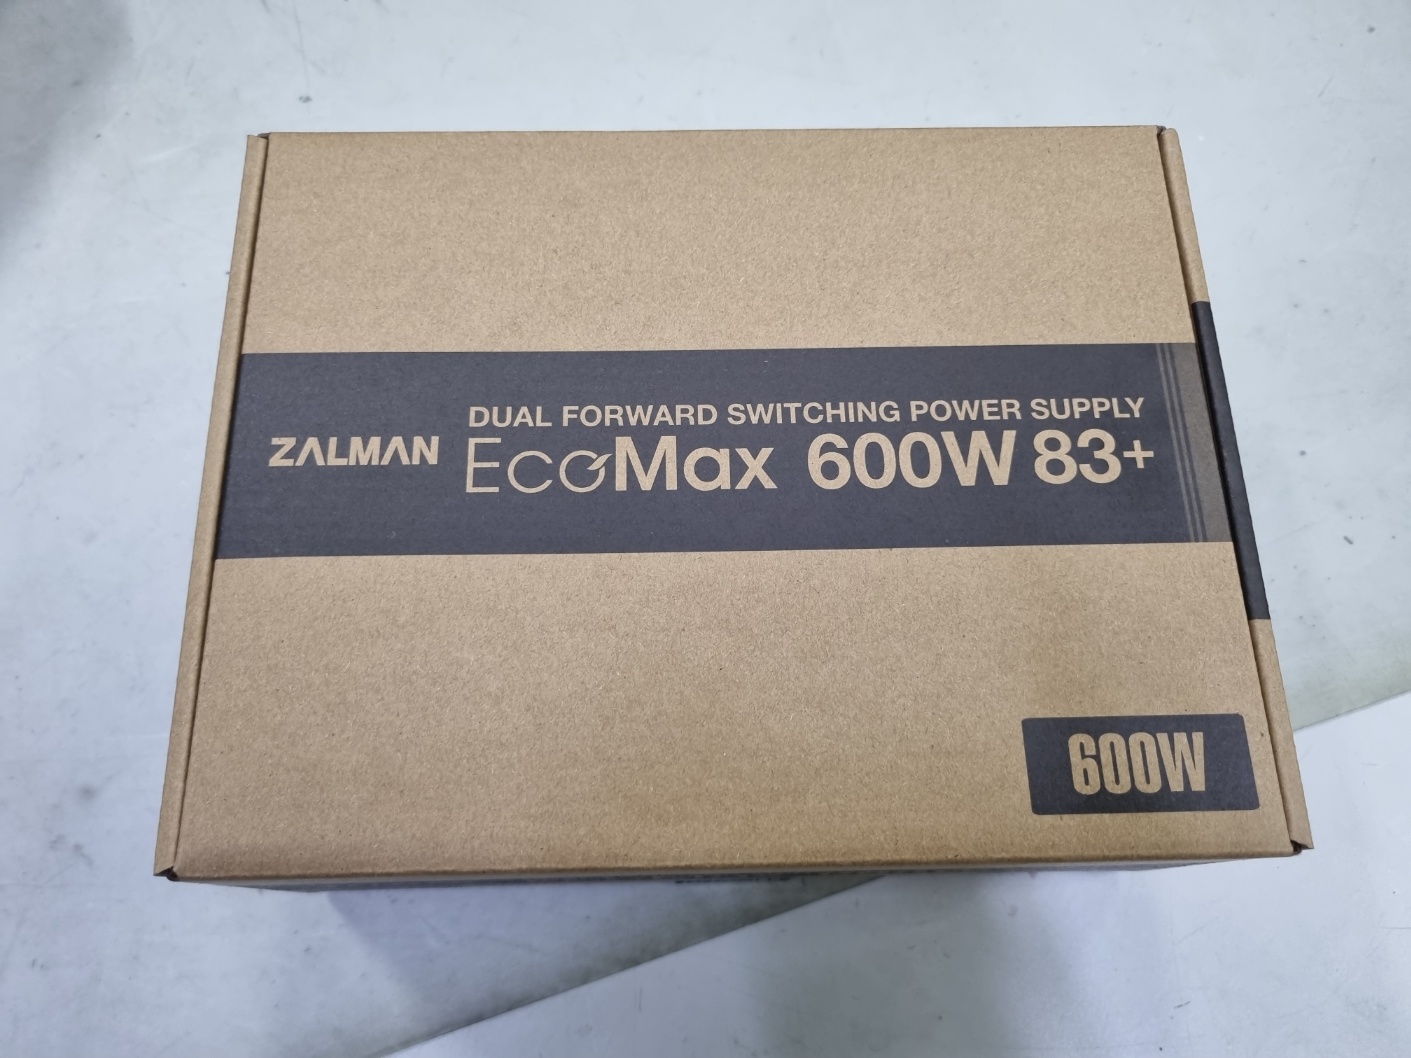 DUAL FORWARD SWITCHING POWER SUPPLY
ZALMAN EcoMax 600W 83+
600W